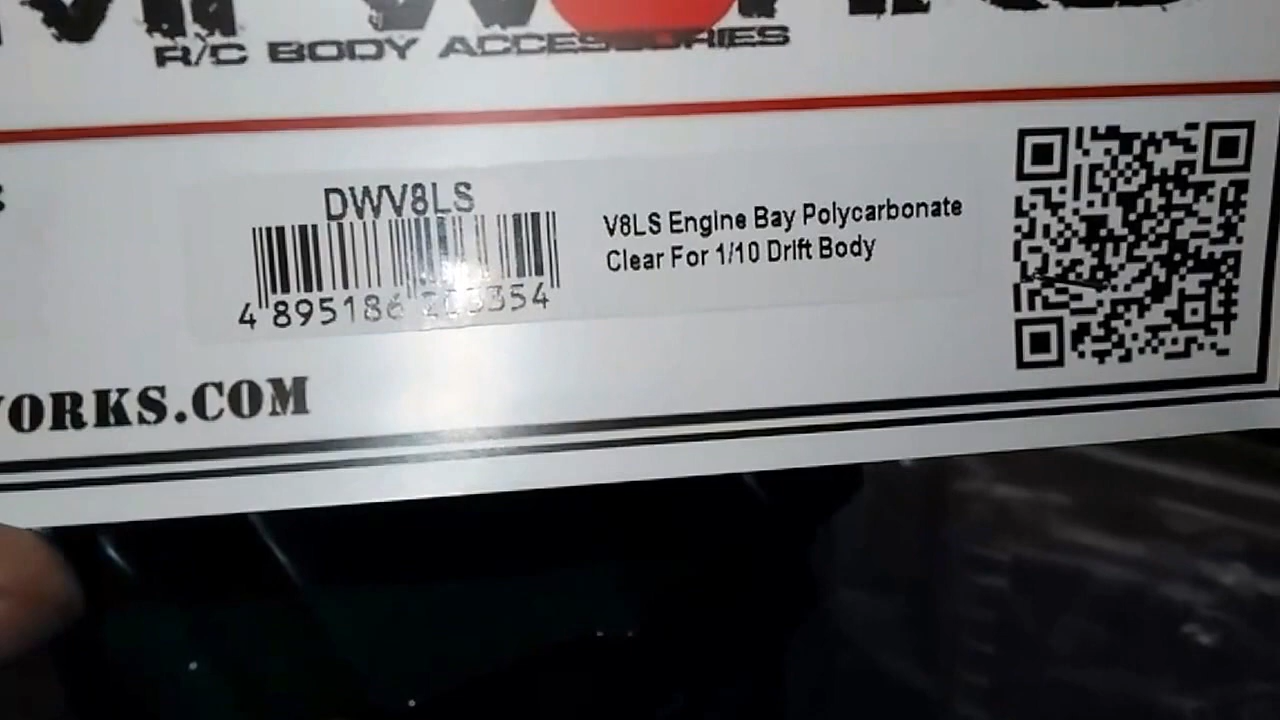 R/C BODY ACCESSORIES
DWV8LS
V8LS Engine Bay Polycarbonate
Clear For 1/10 Drift Body
ORKS.COM